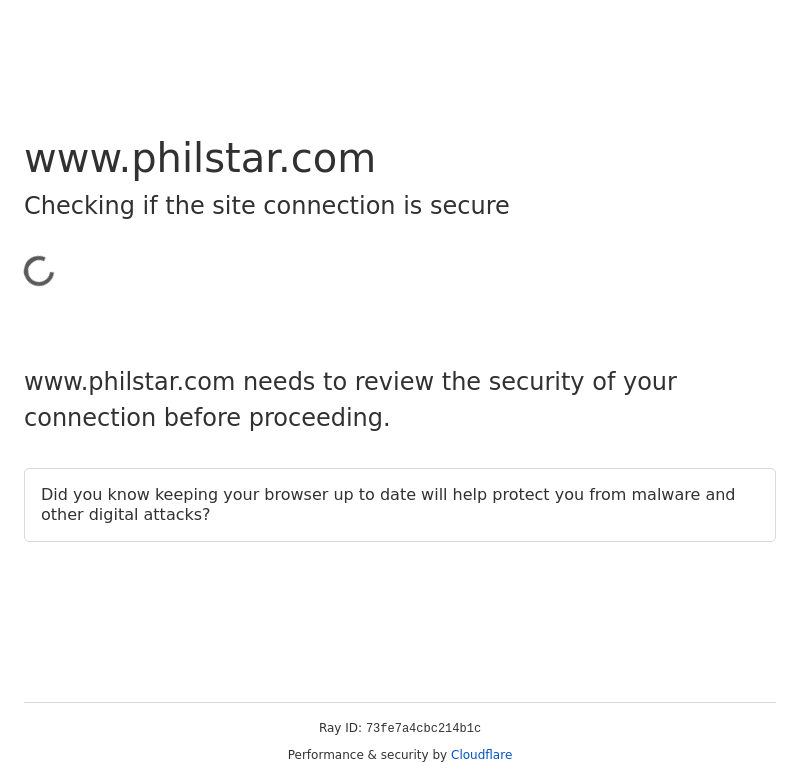 www.philstar.com
Checking if the site connection is secure
www.philstar.com needs to review the security of your
connection before proceeding.
Did you know keeping your browser up to date will help protect you from malware and
other digital attacks?
Ray ID: 73fe7a4cbc214b1c
Performance & security by Cloudflare